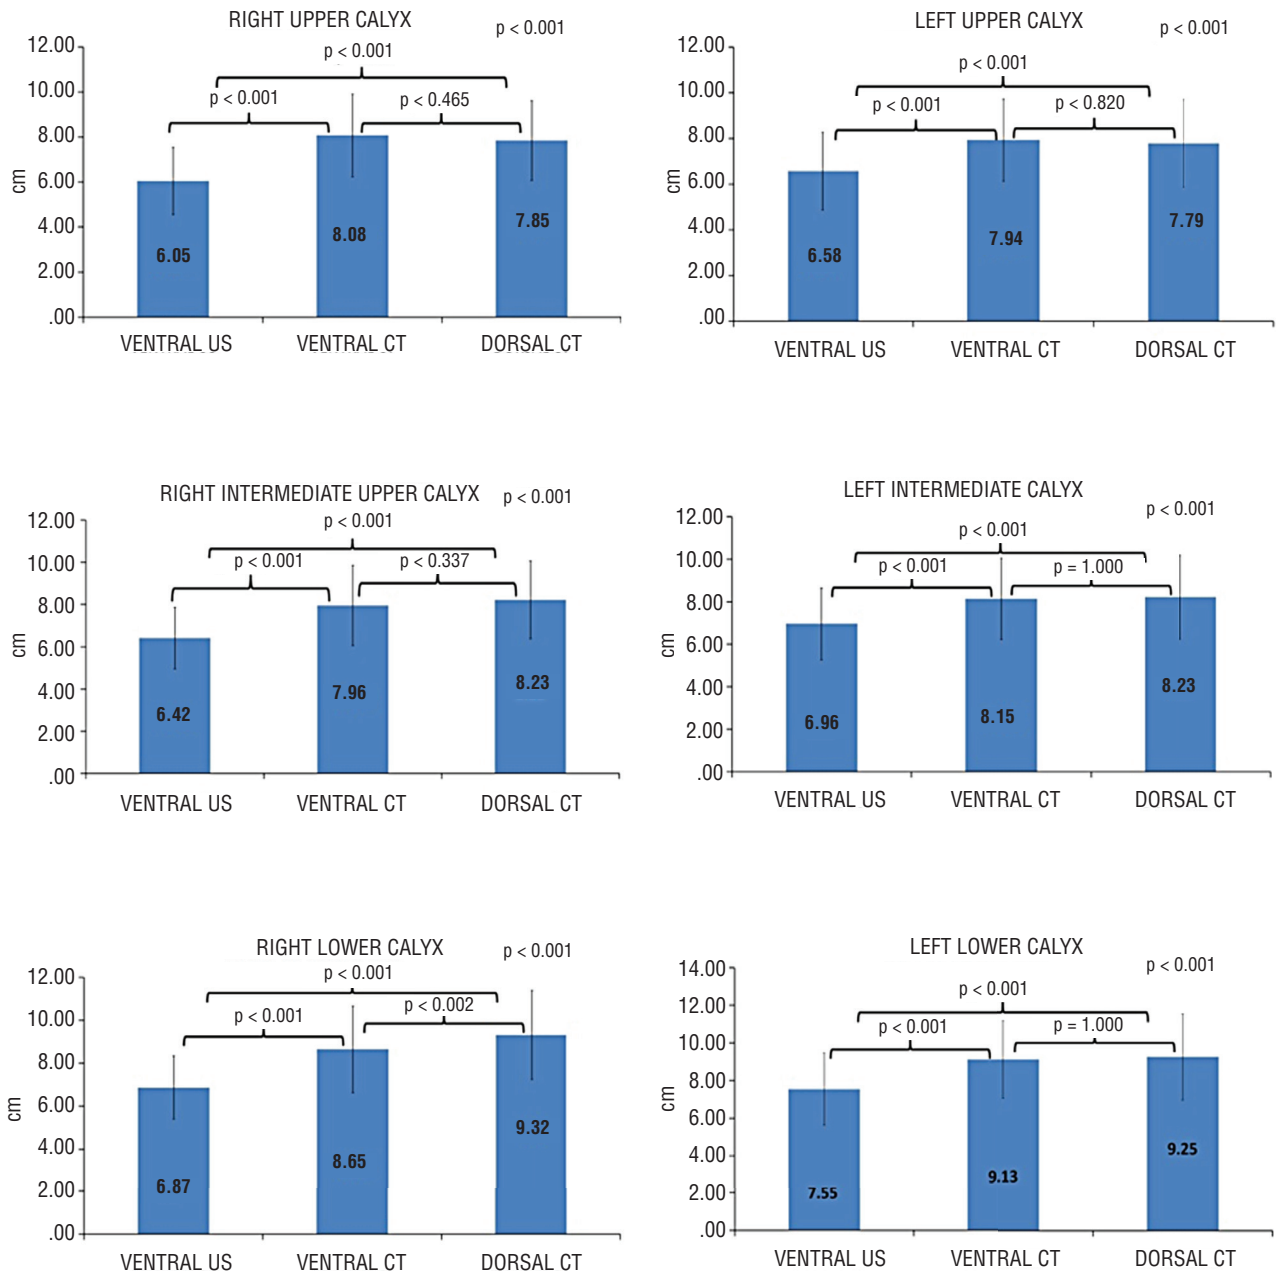 RIGHT UPPER CALYX
p < 0.001
p < 0.001
p < 0.001
p < 0.465
12.00
10.00
8.00
6.00
4.00
2.00
.00
cm
6.05
8.08
7.85
VENTRAL US
VENTRAL CT
DORSAL CT
LEFT UPPER CALYX
p < 0.001
p < 0.001
p < 0.001
p < 0.820
12.00
10.00
8.00
6.00
4.00
2.00
.00
cm
6.58
7.94
7.79
VENTRAL US
VENTRAL CT
DORSAL CT
RIGHT INTERMEDIATE UPPER CALYX
p < 0.001
p < 0.001
p < 0.001
p < 0.337
12.00
10.00
8.00
6.00
4.00
2.00
.00
cm
6.42
7.96
8.23
VENTRAL US
VENTRAL CT
DORSAL CT
LEFT INTERMEDIATE CALYX
p < 0.001
p < 0.001
p < 0.001
p = 1.000
12.00
10.00
8.00
6.00
4.00
2.00
.00
cm
6.96
8.15
8.23
VENTRAL US
VENTRAL CT
DORSAL CT
RIGHT LOWER CALYX
p < 0.001
p < 0.001
p < 0.001
p < 0.002
12.00
10.00
8.00
6.00
4.00
2.00
.00
cm
6.87
8.65
9.32
VENTRAL US
VENTRAL CT
DORSAL CT
LEFT LOWER CALYX
p < 0.001
p < 0.001
p < 0.001
p = 1.000
14.00
12.00
10.00
8.00
6.00
4.00
2.00
.00
cm
7.55
9.13
9.25
VENTRAL US
VENTRAL CT
DORSAL CT